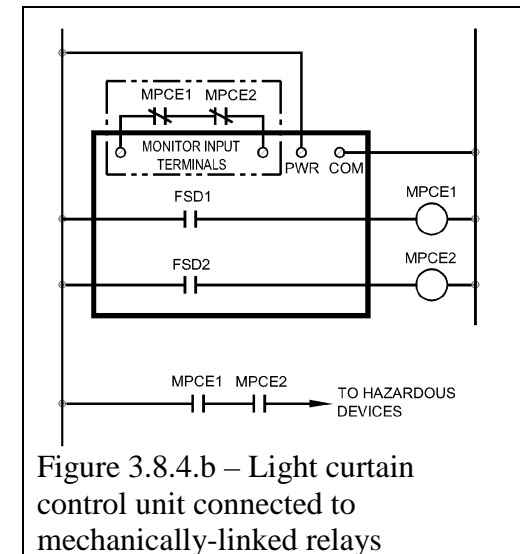 MPCE1 MPCE2
MONITOR INPUT
TERMINALS
PWR COM
FSD1
MPCE1
FSD2
MPCE2
MPCE1 MPCE2
TO HAZARDOUS
DEVICES
Figure 3.8.4.b – Light curtain
control unit connected to
mechanically-linked relays